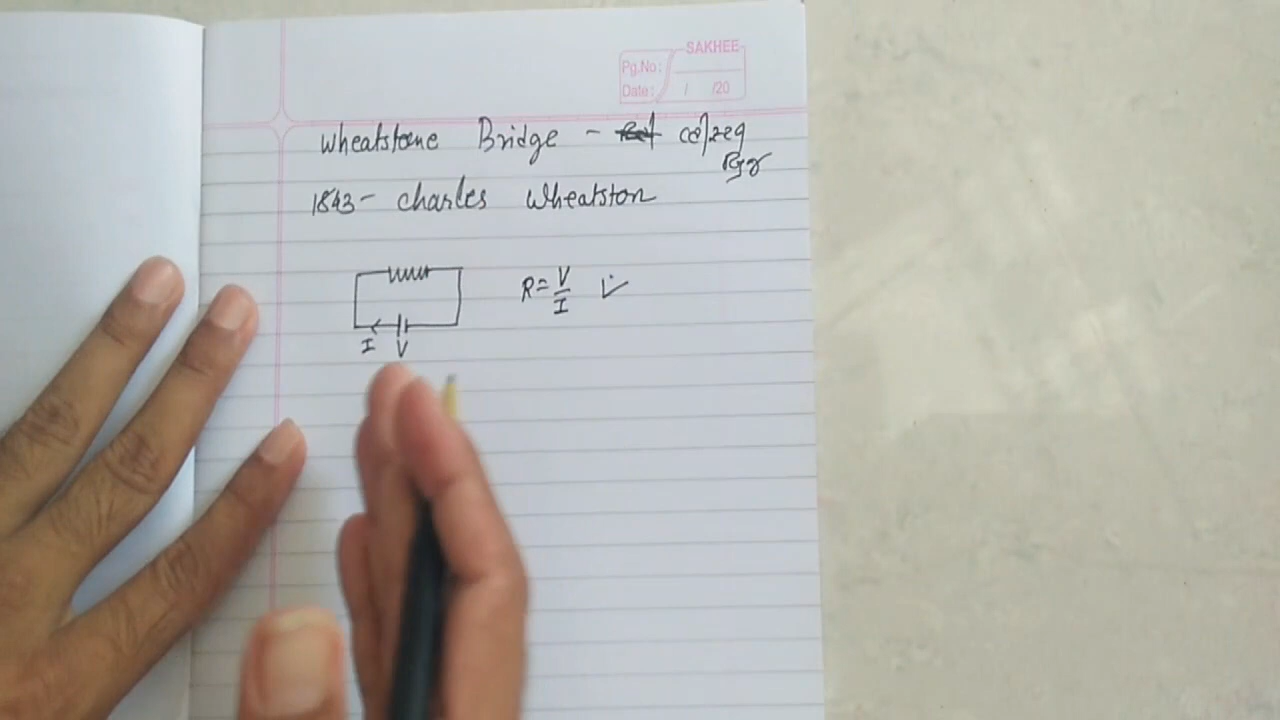 SAKHEE
Pg.No:
Date: / /20
Wheatstone Bridge -
1843 - Charles Wheatston
R = V/I
I
V